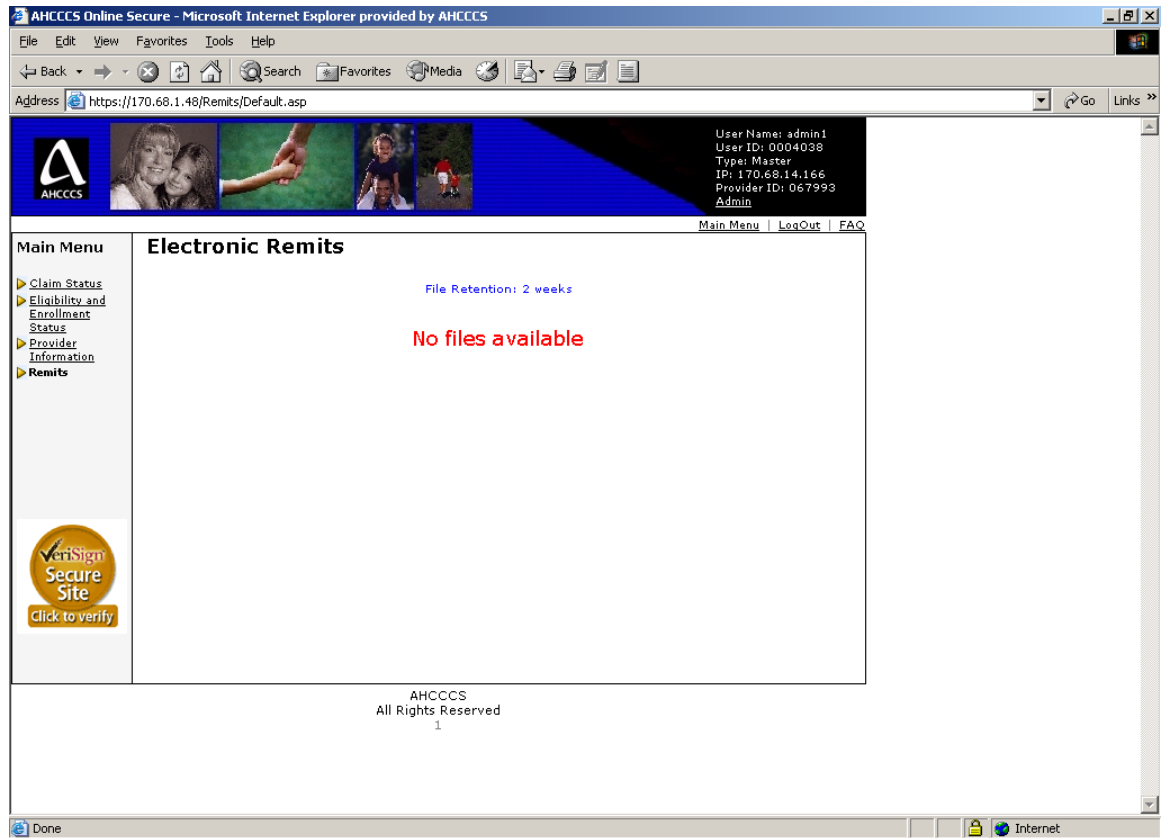 AHCCCS Online Secure - Microsoft Internet Explorer provided by AHCCCS
File Edit View Favorites Tools Help
Back Search Favorites Media
Address https://170.68.1.48/Remits/Default.asp Go Links »
AHCCCS
User Name: admin1
User ID: 0004038
Type: Master
IP: 170.68.14.166
Provider ID: 067993
Admin
Main Menu | LogOut | FAQ
Main Menu
Claim Status
Eligibility and
Enrollment
Status
Provider
Information
Remits
VeriSign
Secure
Site
Click to verify
Electronic Remits
File Retention: 2 weeks
No files available
AHCCCS
All Rights Reserved
1
Done Internet